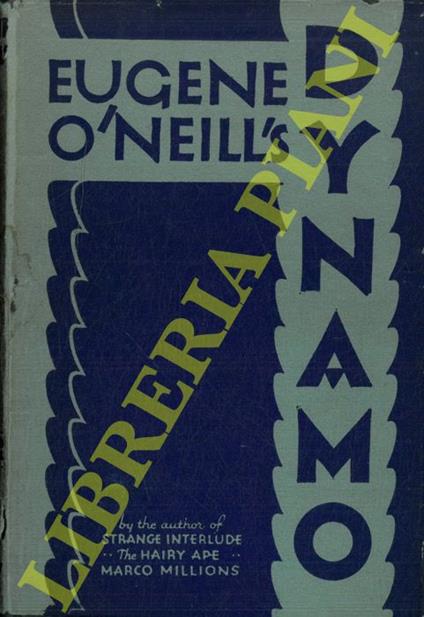 EUGENE
O'NEILL'S
DYNAMO
by the author of
STRANGE INTERLUDE
·· The HAIRY APE ··
MARCO MILLIONS
LIBRERIA PIANI